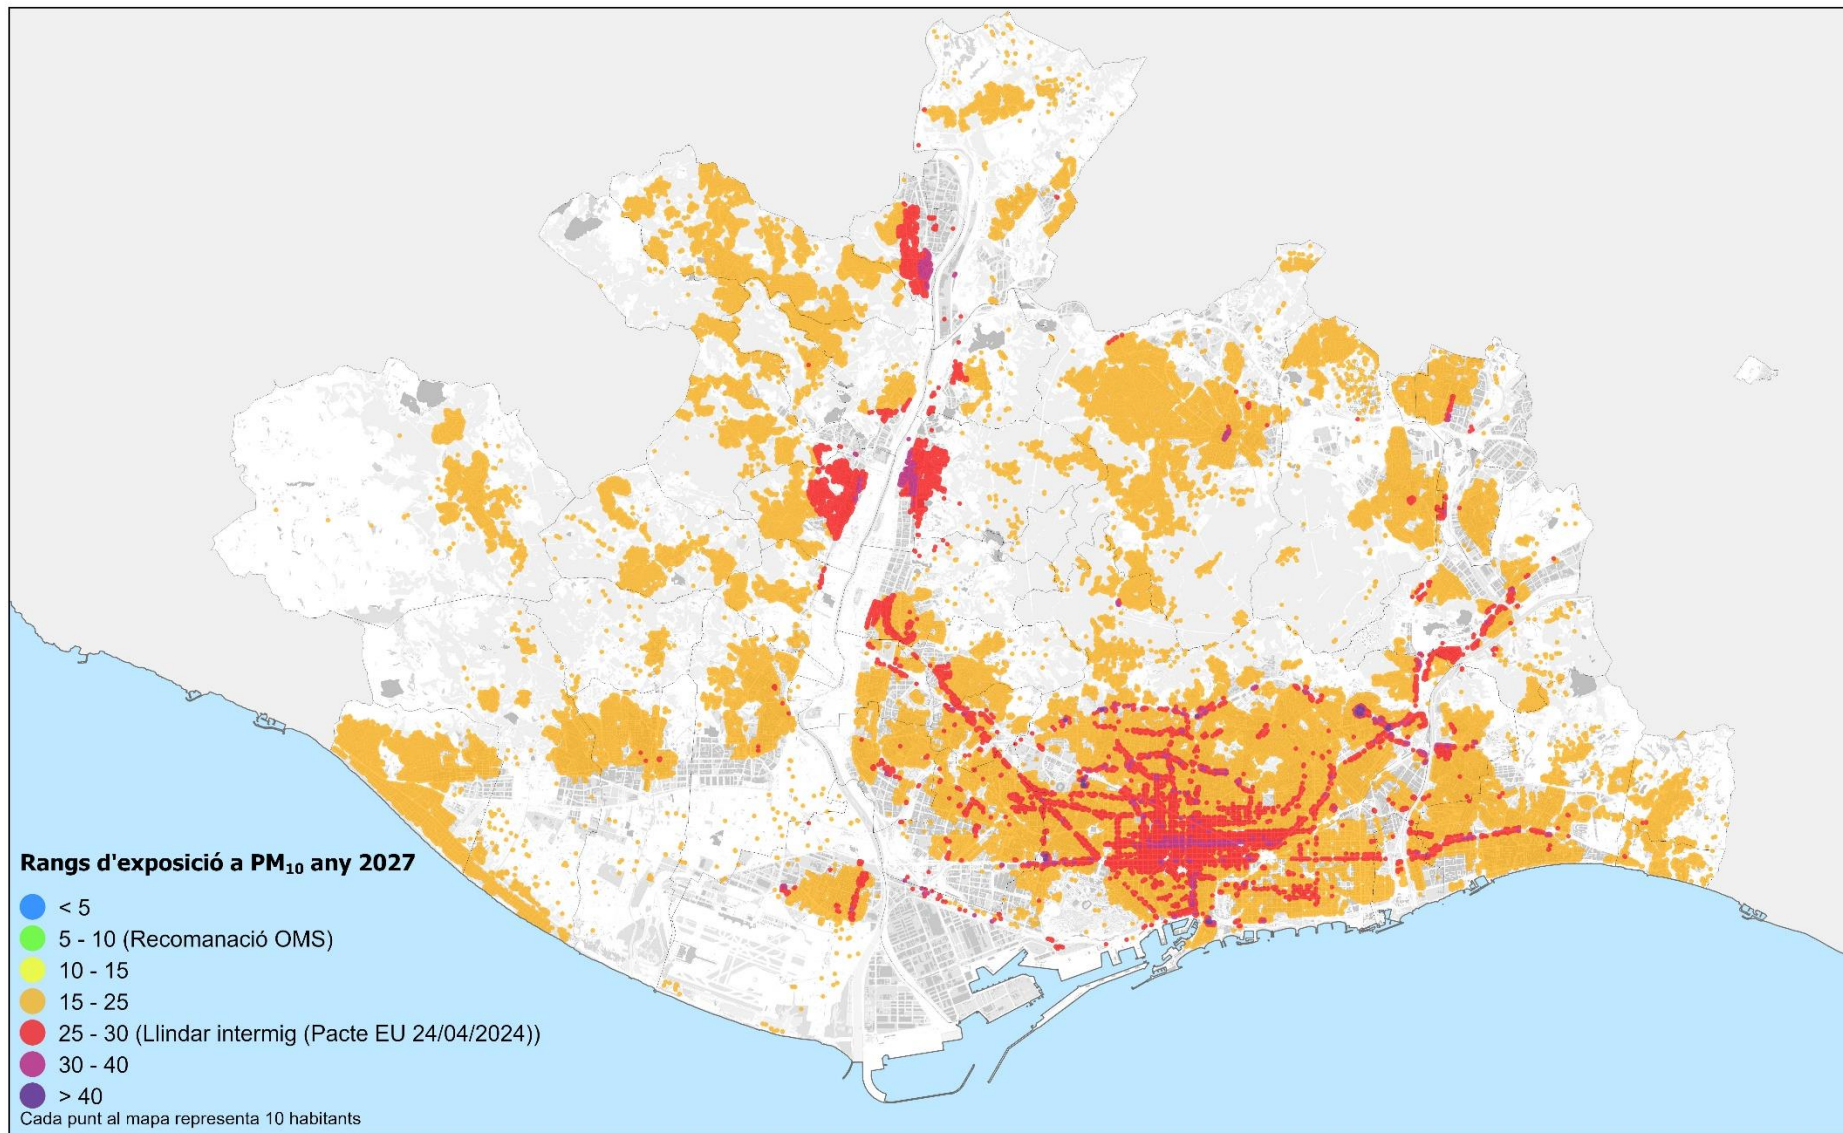 Rangs d'exposició a PM₁₀ any 2027
< 5
5 - 10 (Recomanació OMS)
10 - 15
15 - 25
25 - 30 (Llindar intermig (Pacte EU 24/04/2024))
30 - 40
> 40
Cada punt al mapa representa 10 habitants